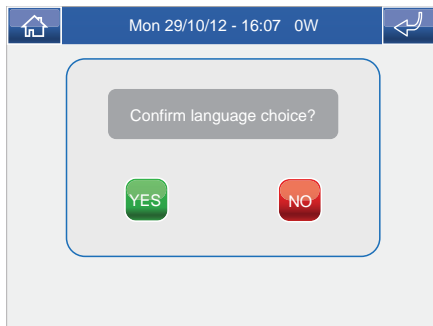 Mon 29/10/12 - 16:07 0W
Confirm language choice?
YES NO